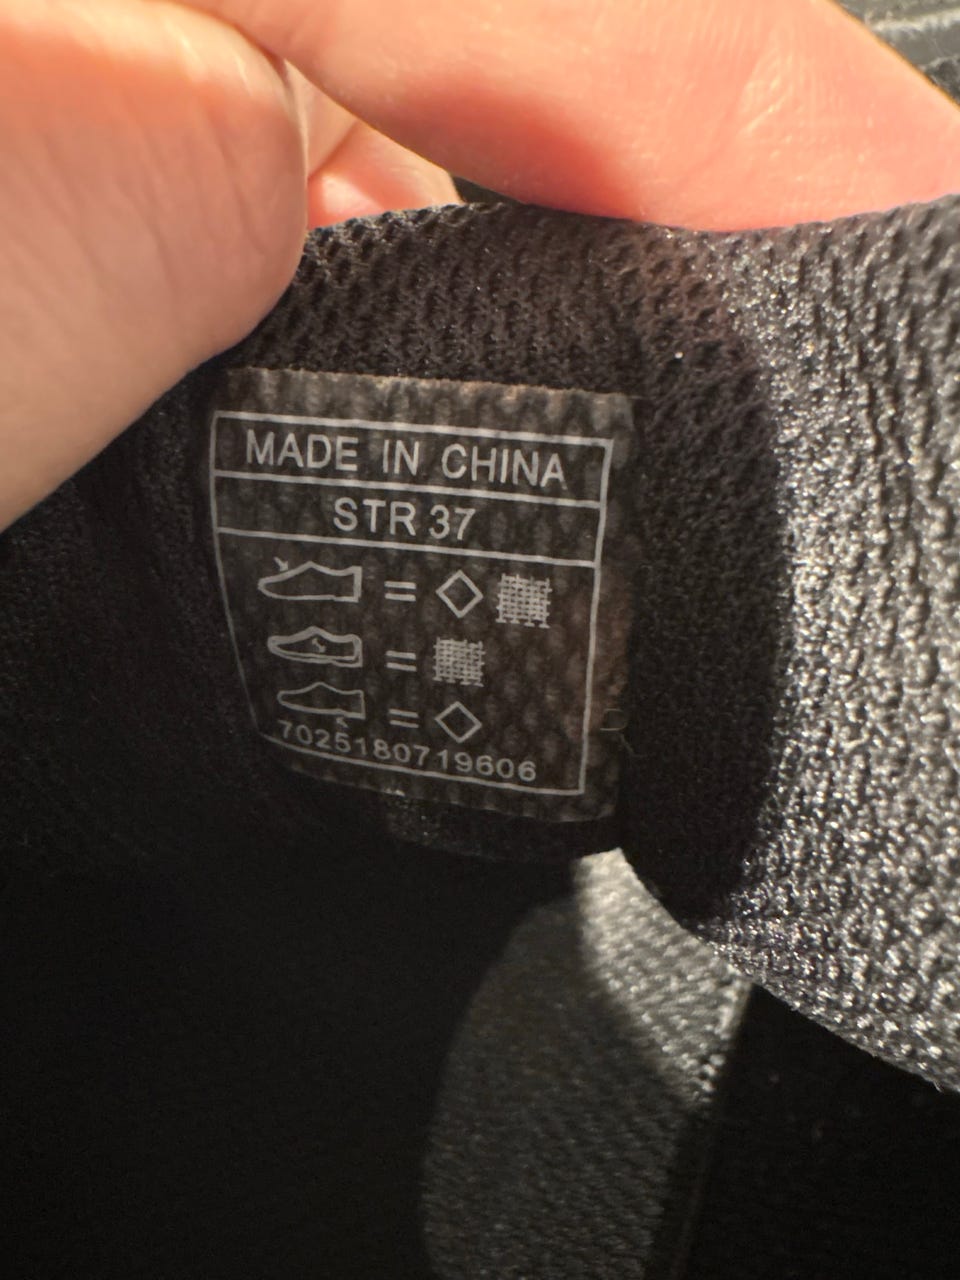 MADE IN CHINA
STR 37
=
=
=
7025180719606